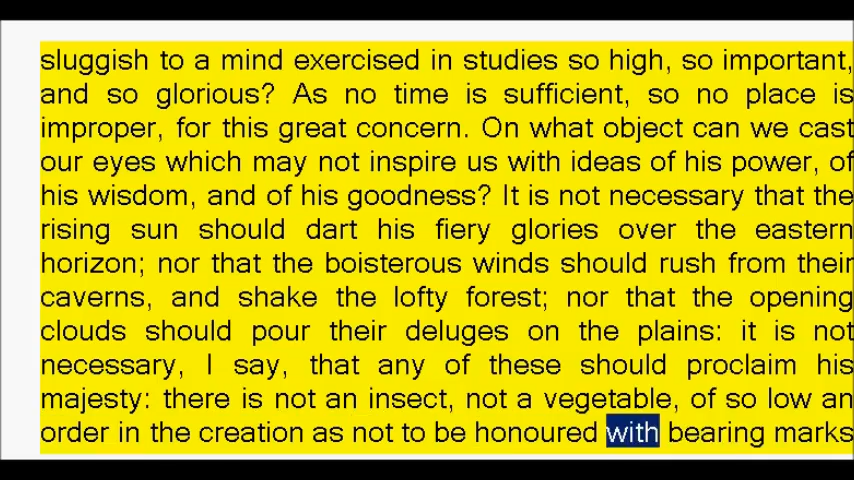 sluggish to a mind exercised in studies so high, so important,
and so glorious? As no time is sufficient, so no place is
improper, for this great concern. On what object can we cast
our eyes which may not inspire us with ideas of his power, of
his wisdom, and of his goodness? It is not necessary that the
rising sun should dart his fiery glories over the eastern
horizon; nor that the boisterous winds should rush from their
caverns, and shake the lofty forest; nor that the opening
clouds should pour their deluges on the plains: it is not
necessary, I say, that any of these should proclaim his
majesty: there is not an insect, not a vegetable, of so low an
order in the creation as not to be honoured with bearing marks